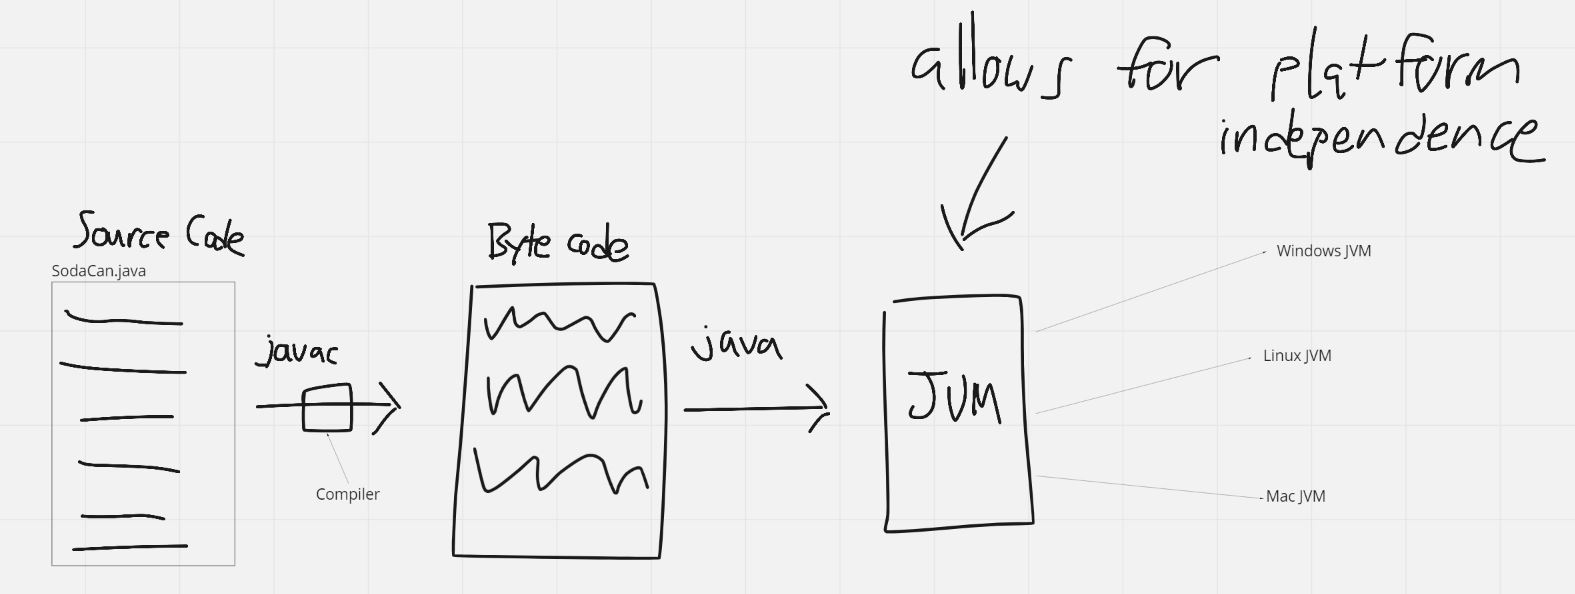 allows for platform
independence
Source Code
SodaCan.java
javac
Compiler
Byte code
java
JVM
Windows JVM
Linux JVM
Mac JVM